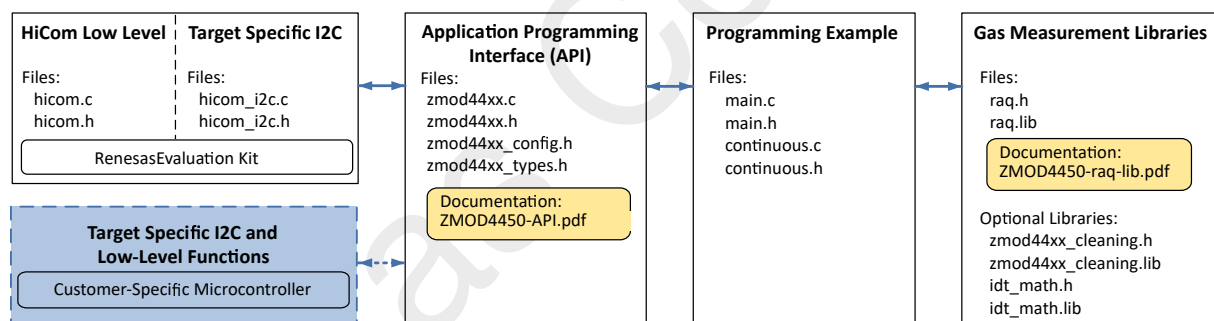 HiCom Low Level
Files:
hicom.c
hicom.h
Target Specific I2C
Files:
hicom_i2c.c
hicom_i2c.h
RenesasEvaluation Kit
Target Specific I2C and
Low-Level Functions
Customer-Specific Microcontroller
Application Programming
Interface (API)
Files:
zmod44xx.c
zmod44xx.h
zmod44xx_config.h
zmod44xx_types.h
Documentation:
ZMOD4450-API.pdf
Programming Example
Files:
main.c
main.h
continuous.c
continuous.h
Gas Measurement Libraries
Files:
raq.h
raq.lib
Documentation:
ZMOD4450-raq-lib.pdf
Optional Libraries:
zmod44xx_cleaning.h
zmod44xx_cleaning.lib
idt_math.h
idt_math.lib